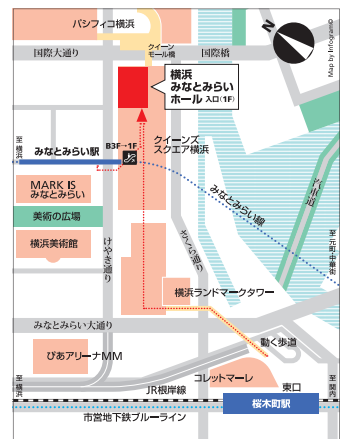 パシフィコ横浜
国際大通り
クイーン
モール橋
国際橋
N
Map by Inforest©
横浜
みなとみらい
ホール 入口(1F)
至横浜
みなとみらい駅
B3F→1F
クイーンズ
スクエア横浜
MARK IS
みなとみらい
美術の広場
横浜美術館
けやき通り
さくら通り
みなとみらい線
汽車道
至元町・中華街
横浜ランドマークタワー
みなとみらい大通り
動く歩道
ぴあアリーナMM
コレットマーレ
東口
至横浜
JR根岸線
桜木町駅
至関内
市営地下鉄ブルーライン